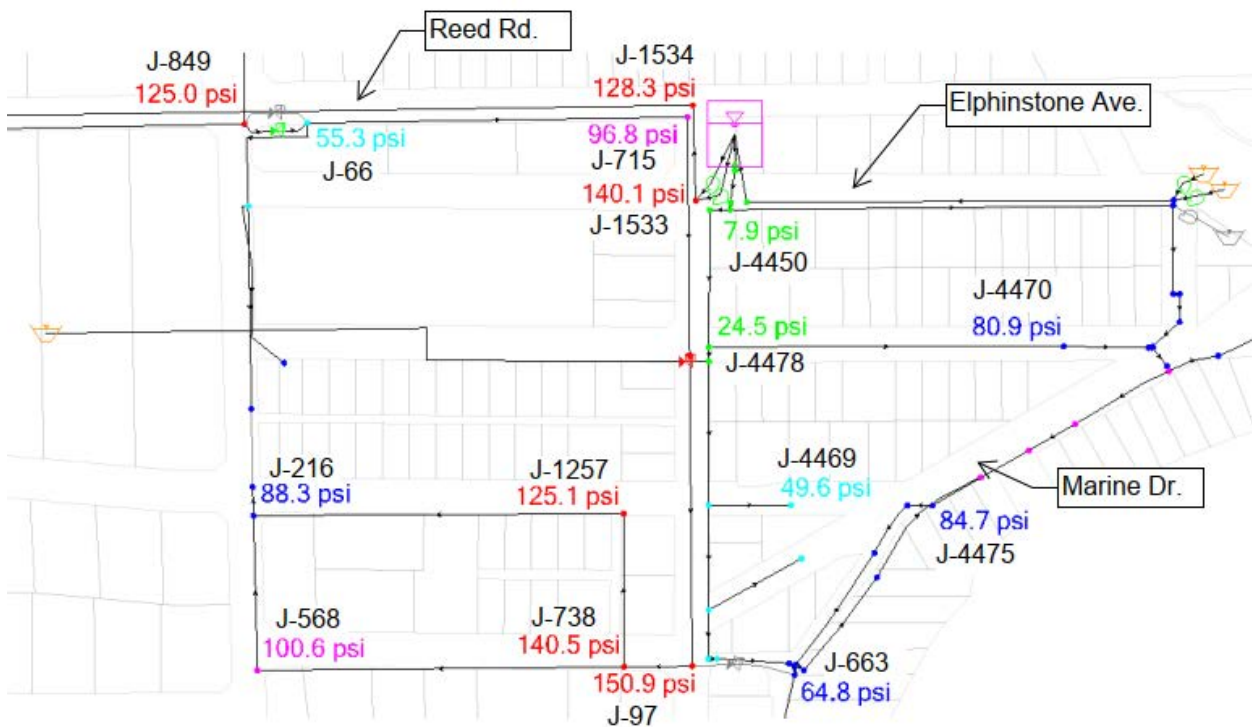 Reed Rd.
J-849
125.0 psi
J-1534
128.3 psi
Elphinstone Ave.
55.3 psi
J-66
96.8 psi
J-715
140.1 psi
J-1533
7.9 psi
J-4450
J-4470
80.9 psi
24.5 psi
J-4478
J-216
88.3 psi
J-1257
125.1 psi
J-4469
49.6 psi
Marine Dr.
84.7 psi
J-4475
J-568
100.6 psi
J-738
140.5 psi
150.9 psi
J-97
J-663
64.8 psi